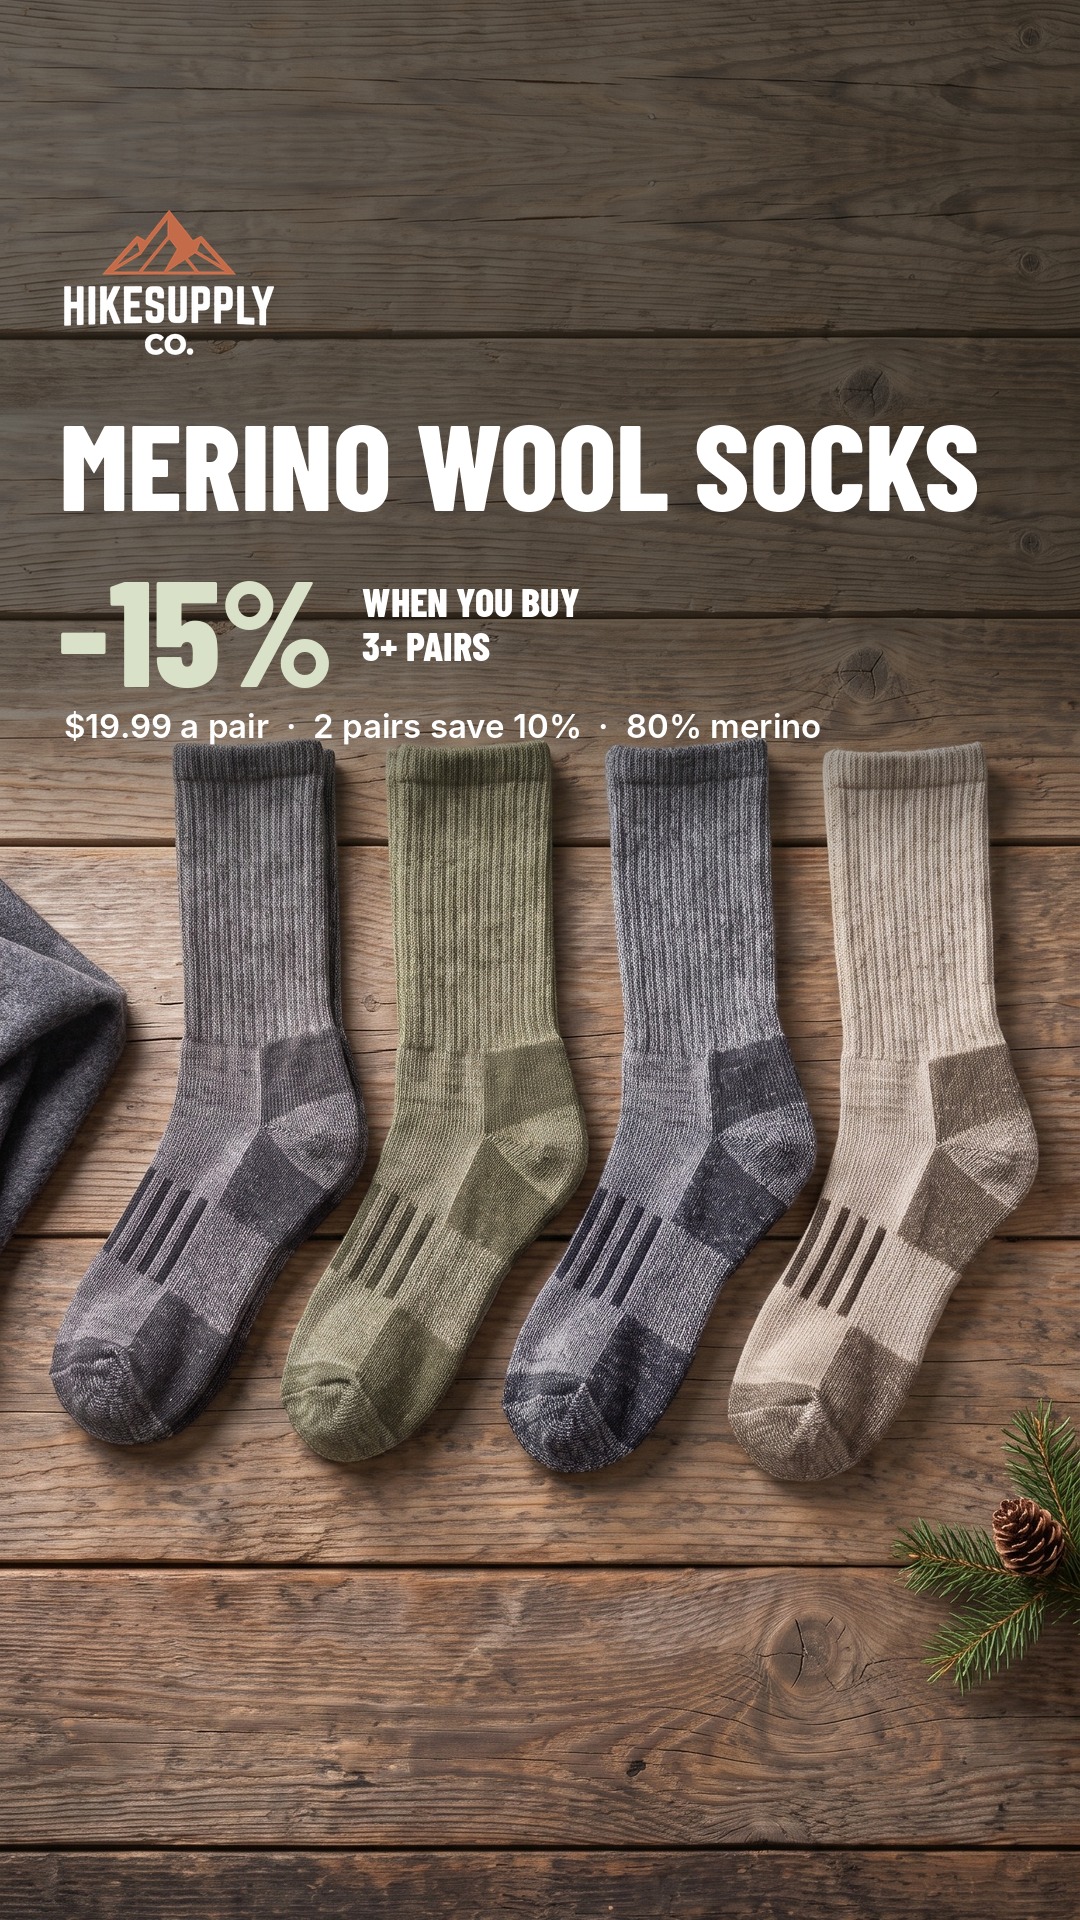 HIKESUPPLY
CO.
MERINO WOOL SOCKS
-15%
WHEN YOU BUY
3+ PAIRS
$19.99 a pair · 2 pairs save 10% · 80% merino